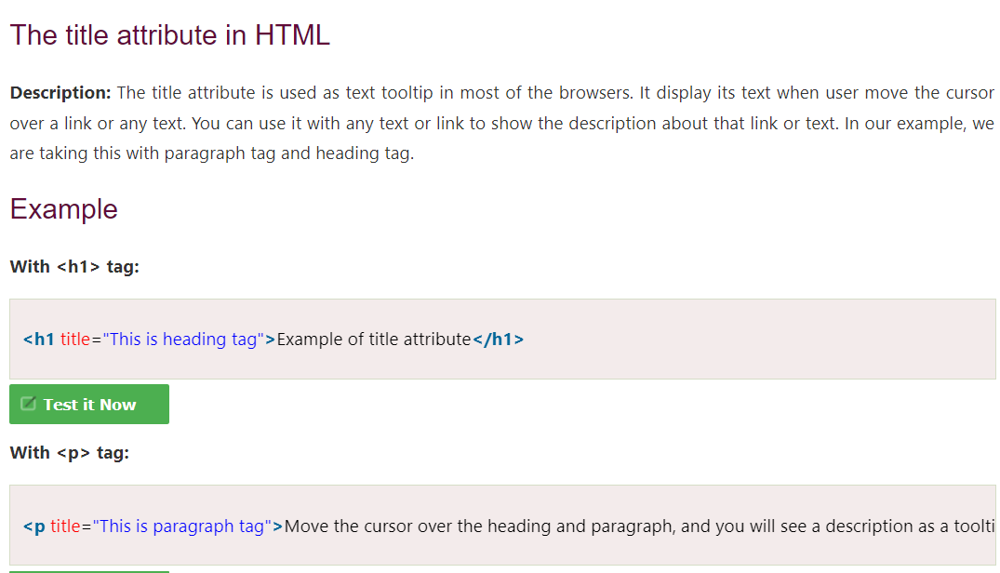 The title attribute in HTML
Description: The title attribute is used as text tooltip in most of the browsers. It display its text when user move the cursor
over a link or any text. You can use it with any text or link to show the description about that link or text. In our example, we
are taking this with paragraph tag and heading tag.
Example
With <h1> tag:
<h1 title="This is heading tag">Example of title attribute</h1>
Test it Now
With <p> tag:
<p title="This is paragraph tag">Move the cursor over the heading and paragraph, and you will see a description as a toolti